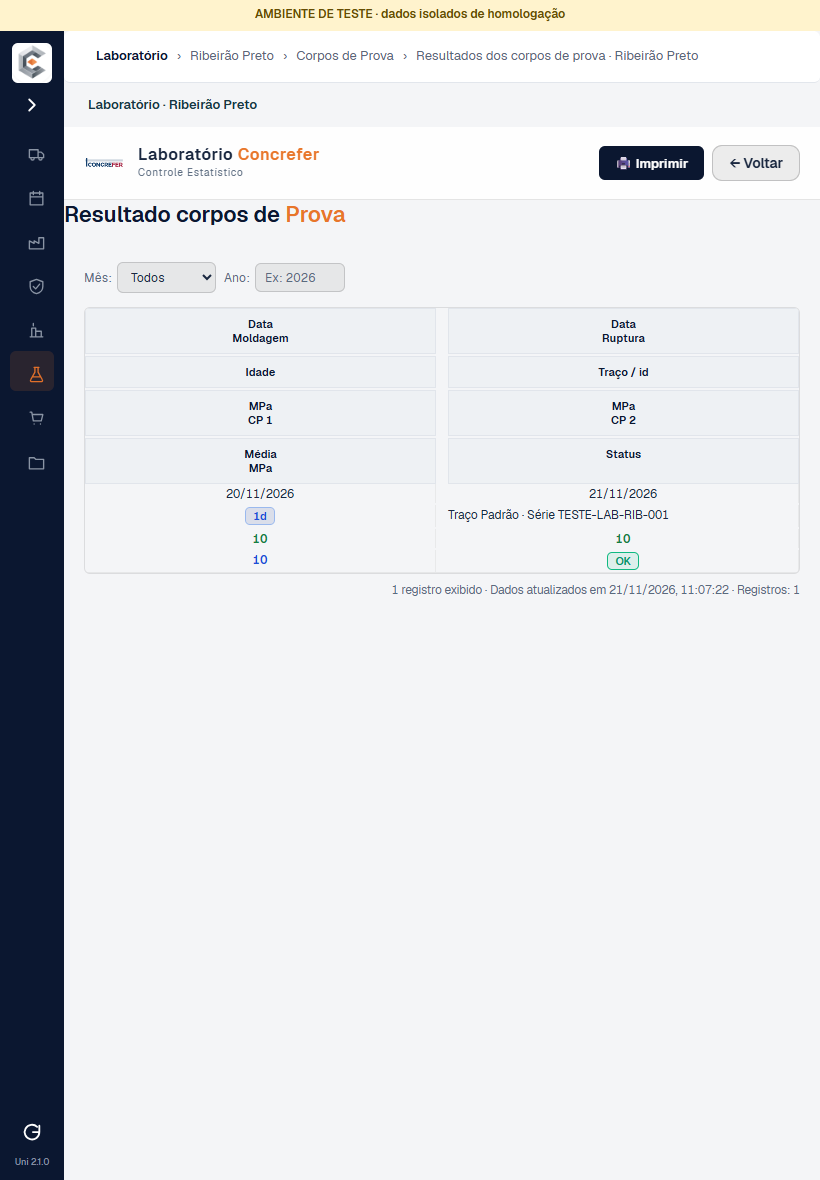 AMBIENTE DE TESTE · dados isolados de homologação
Laboratório › Ribeirão Preto › Corpos de Prova › Resultados dos corpos de prova · Ribeirão Preto
Laboratório · Ribeirão Preto
CONCREFER
Laboratório Concrefer
Controle Estatístico
Imprimir
← Voltar
Resultado corpos de Prova
Mês: Todos Ano: Ex: 2026
Data
Moldagem
Data
Ruptura
Idade
Traço / id
MPa
CP 1
MPa
CP 2
Média
MPa
Status
20/11/2026
21/11/2026
1d
Traço Padrão · Série TESTE-LAB-RIB-001
10
10
10
OK
1 registro exibido · Dados atualizados em 21/11/2026, 11:07:22 · Registros: 1
Uni 2.1.0